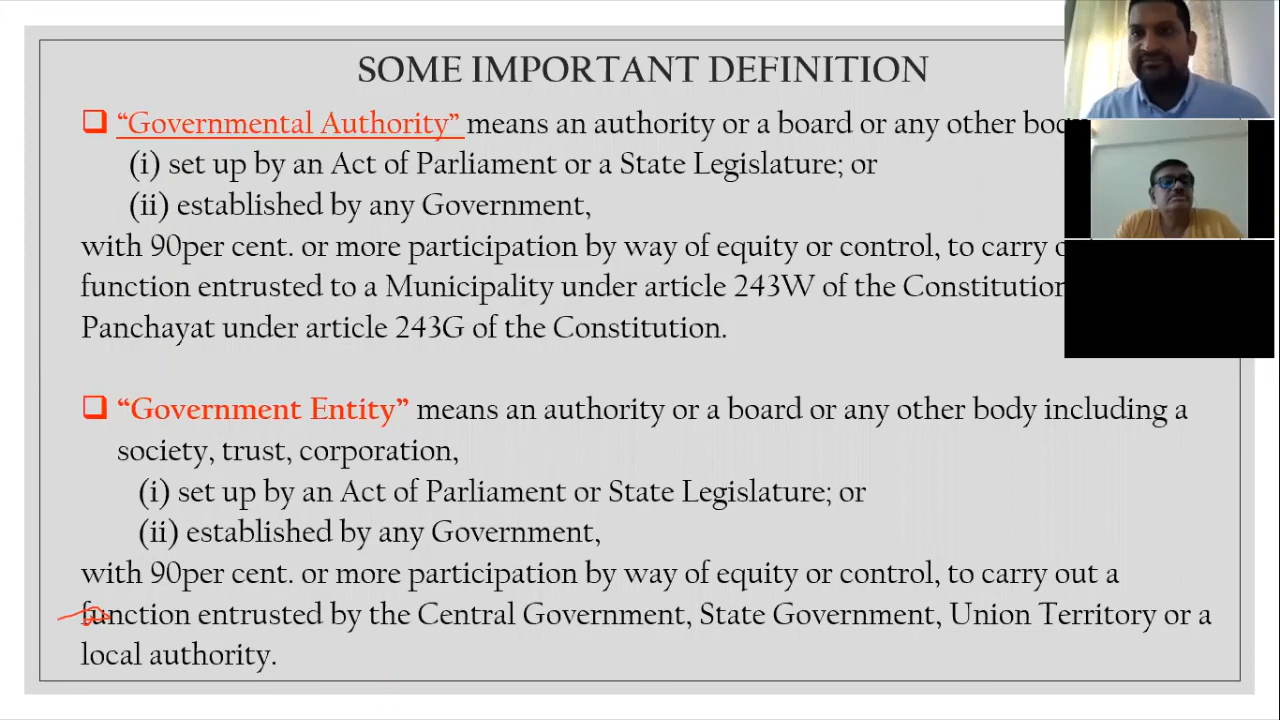 SOME IMPORTANT DEFINITION
“Governmental Authority” means an authority or a board or any other
(i) set up by an Act of Parliament or a State Legislature; or
(ii) established by any Government,
with 90per cent. or more participation by way of equity or control, to carry
function entrusted to a Municipality under article 243W of the Constitution
Panchayat under article 243G of the Constitution.
“Government Entity” means an authority or a board or any other body including a
society, trust, corporation,
(i) set up by an Act of Parliament or State Legislature; or
(ii) established by any Government,
with 90per cent. or more participation by way of equity or control, to carry out a
function entrusted by the Central Government, State Government, Union Territory or a
local authority.